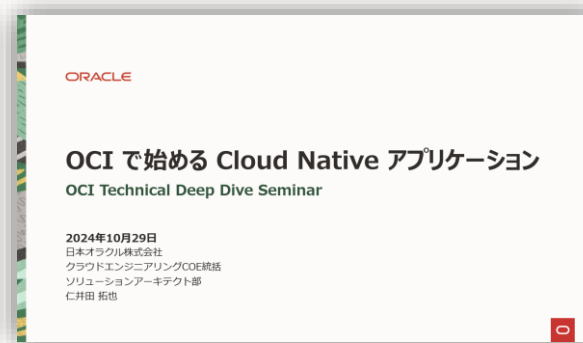 ORACLE
OCI で始める Cloud Native アプリケーション
OCI Technical Deep Dive Seminar
2024年10月29日
日本オラクル株式会社
クラウドエンジニアリングCOE統括
ソリューションアーキテクト部
仁井田 拓也